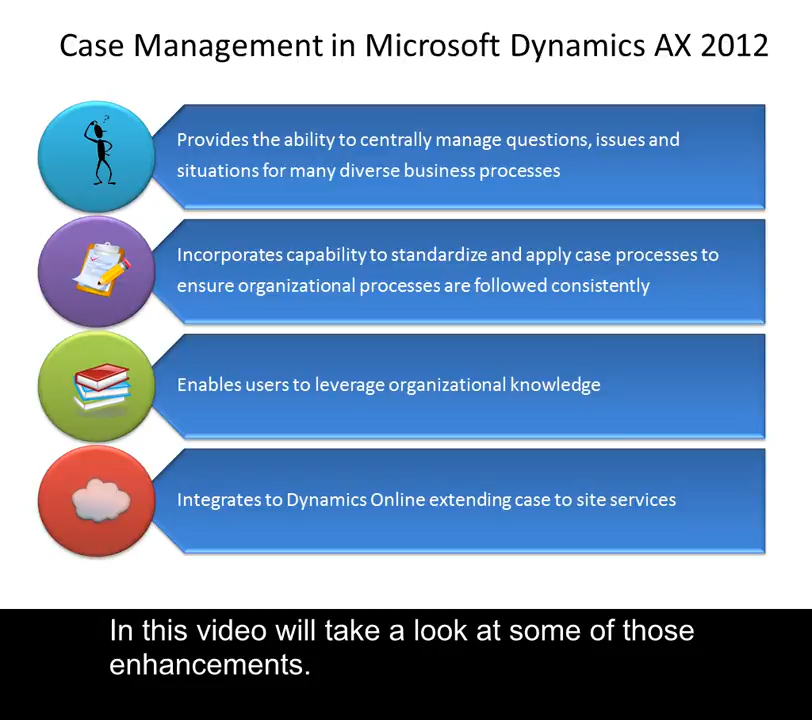 Case Management in Microsoft Dynamics AX 2012
?
Provides the ability to centrally manage questions, issues and
situations for many diverse business processes
Incorporates capability to standardize and apply case processes to
ensure organizational processes are followed consistently
Enables users to leverage organizational knowledge
Integrates to Dynamics Online extending case to site services
In this video will take a look at some of those
enhancements.